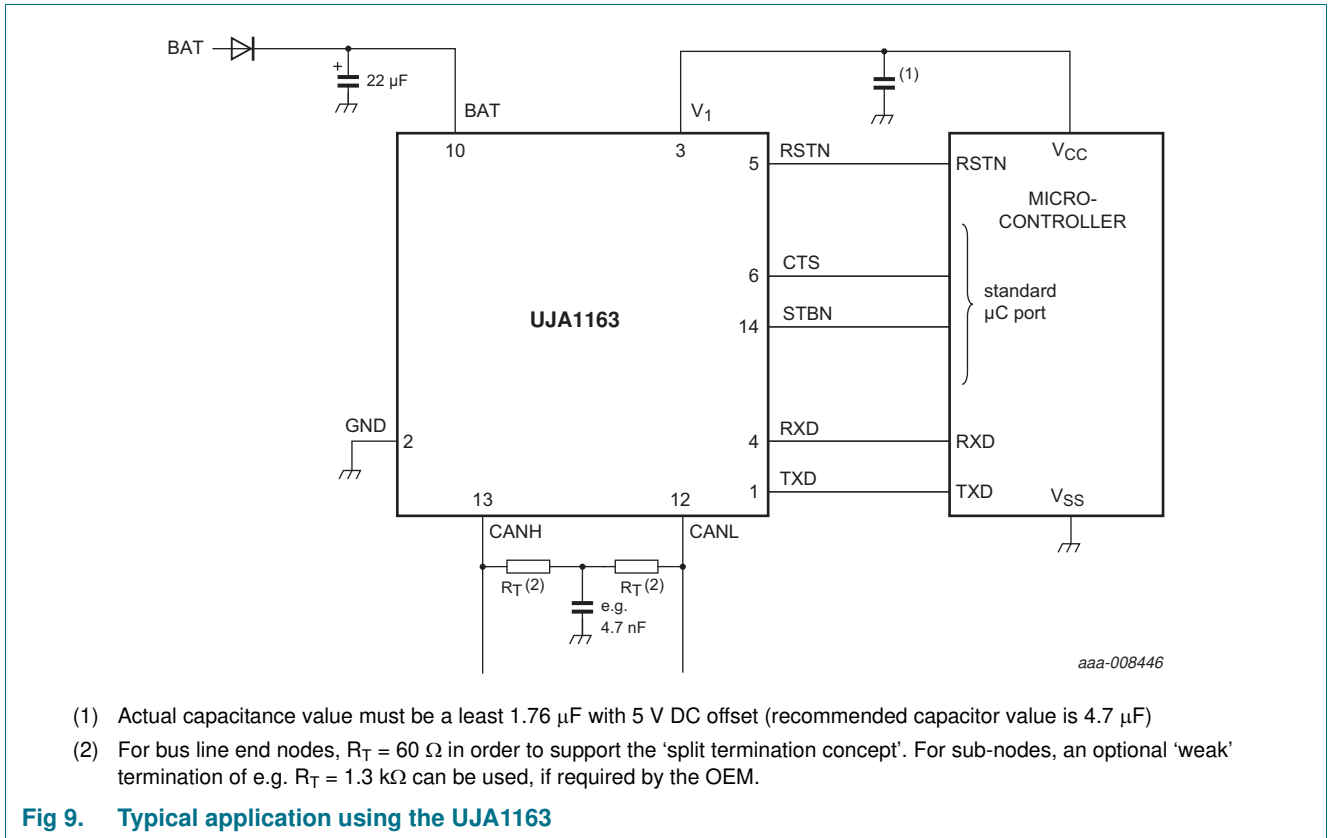 BAT
+
22 µF
(1)
BAT
V1
10
3
VCC
5
RSTN
RSTN
MICRO-
CONTROLLER
6
CTS
standard
µC port
14
STBN
UJA1163
GND
2
4
RXD
RXD
1
TXD
TXD
VSS
13
12
CANH
CANL
RT(2)
RT(2)
e.g.
4.7 nF
aaa-008446
(1) Actual capacitance value must be a least 1.76 µF with 5 V DC offset (recommended capacitor value is 4.7 µF)
(2) For bus line end nodes, RT = 60 Ω in order to support the ‘split termination concept’. For sub-nodes, an optional ‘weak’
termination of e.g. RT = 1.3 kΩ can be used, if required by the OEM.
Fig 9. Typical application using the UJA1163